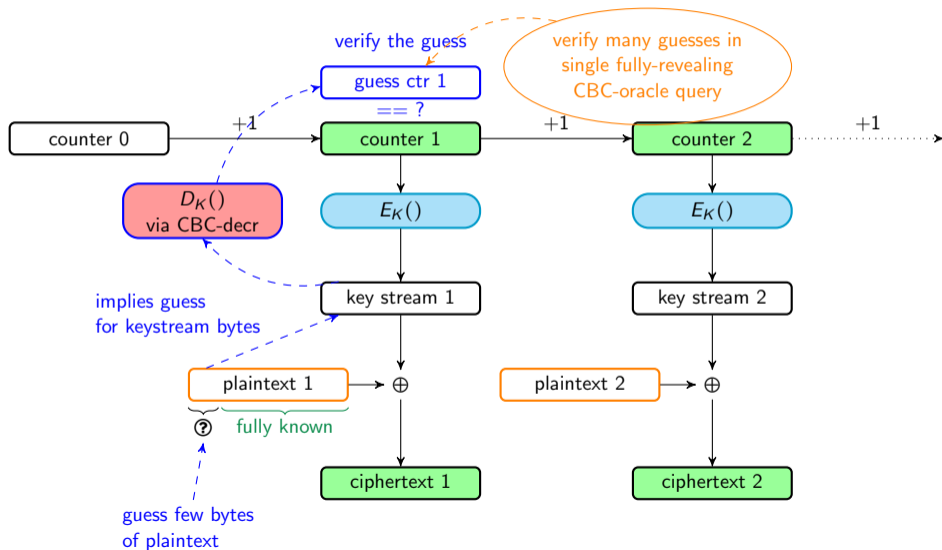 verify the guess
verify many guesses in
single fully-revealing
CBC-oracle query
guess ctr 1
== ?
counter 0
+1
counter 1
+1
counter 2
+1
D_K()
via CBC-decr
E_K()
E_K()
implies guess
for keystream bytes
key stream 1
key stream 2
plaintext 1
⊕
plaintext 2
⊕
?
fully known
ciphertext 1
ciphertext 2
guess few bytes
of plaintext